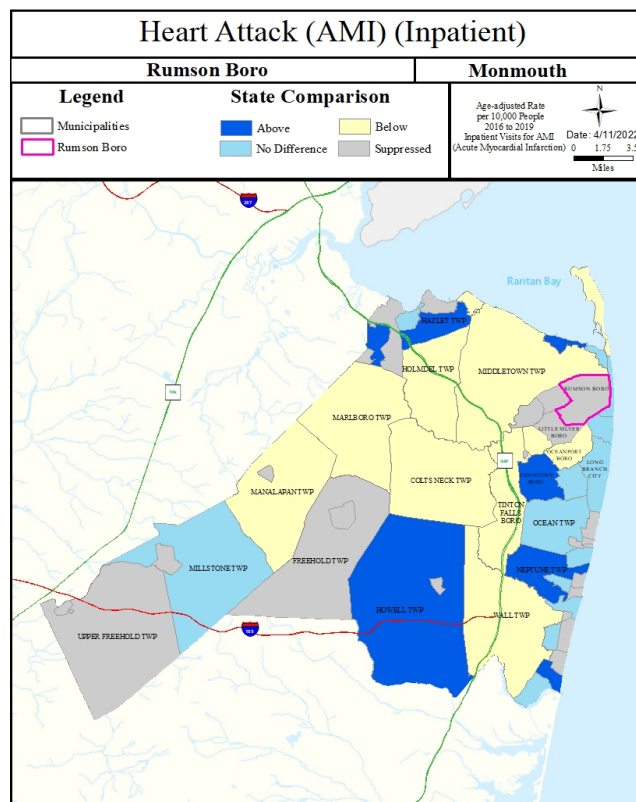 Heart Attack (AMI) (Inpatient)
Rumson Boro
Monmouth
Legend
Municipalities
Rumson Boro
State Comparison
Above
Below
No Difference
Suppressed
Age-adjusted Rate
per 10,000 People
2016 to 2019
Inpatient Visits for AMI
(Acute Myocardial Infarction)
N
Date: 4/11/2022
0 1.75 3.5
Miles
287
Raritan Bay
HAZLET TWP
HOLMDEL TWP
MIDDLETOWN TWP
RUMSON BORO
MARLBORO TWP
LITTLE SILVER
BORO
OCEANPORT
BORO
LONG
BRANCH
CITY
GSP
MANALAPAN TWP
COLTS NECK TWP
TINTON
FALLS
BORO
OCEAN TWP
MILLSTONE TWP
FREEHOLD TWP
NEPTUNE TWP
HOWELL TWP
WALL TWP
UPPER FREEHOLD TWP
195